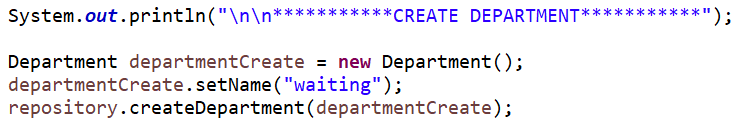 System.out.println("\n\n***********CREATE DEPARTMENT***********");
Department departmentCreate = new Department();
departmentCreate.setName("waiting");
repository.createDepartment(departmentCreate);